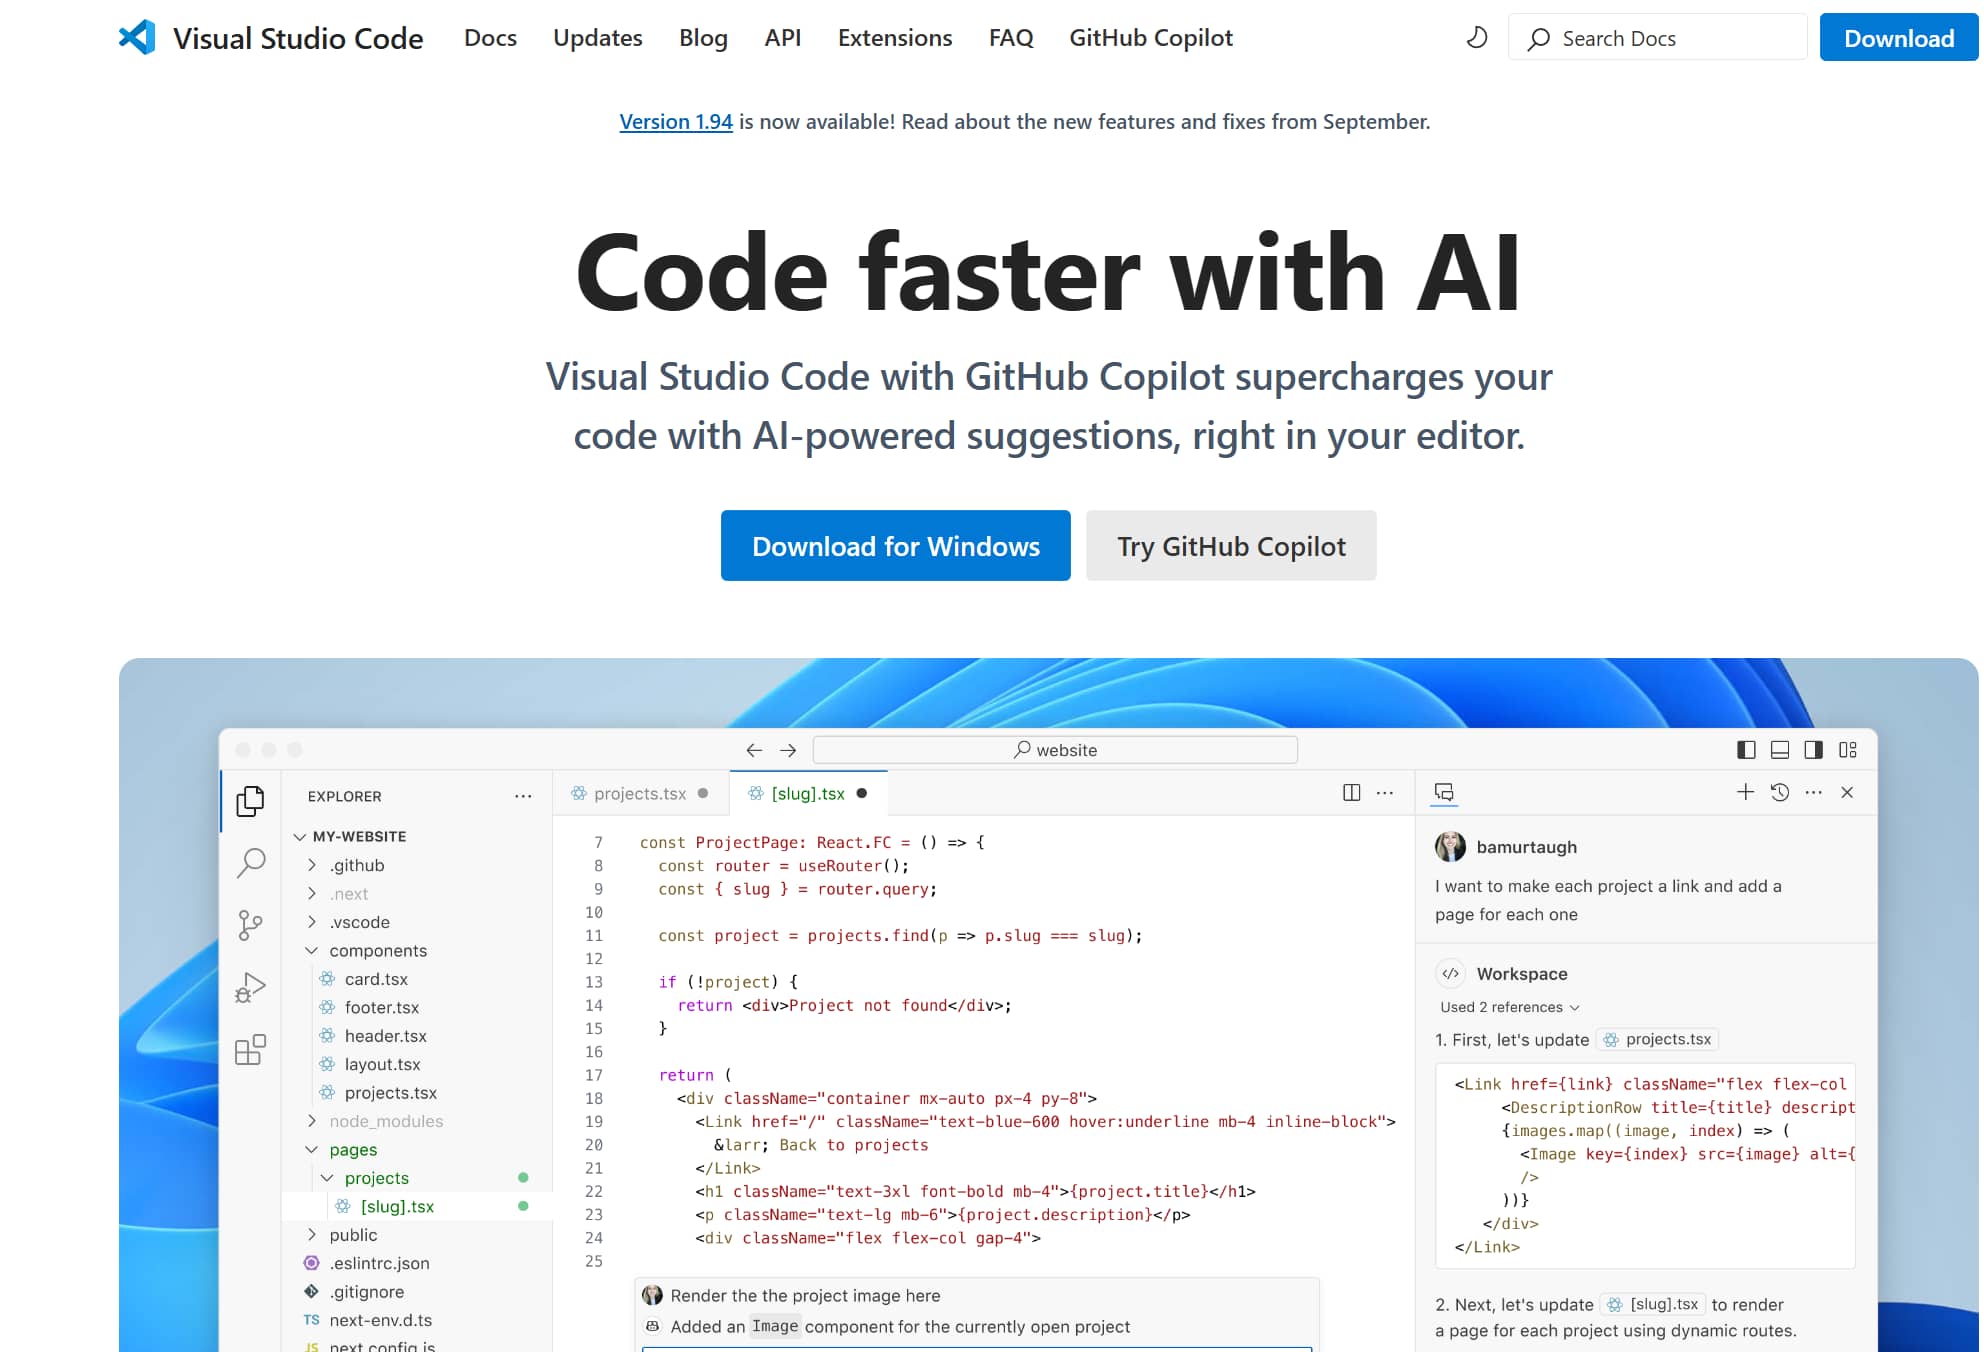 Visual Studio Code Docs Updates Blog API Extensions FAQ GitHub Copilot Search Docs Download
Version 1.94 is now available! Read about the new features and fixes from September.
Code faster with AI
Visual Studio Code with GitHub Copilot supercharges your
code with AI-powered suggestions, right in your editor.
Download for Windows Try GitHub Copilot
website
EXPLORER
MY-WEBSITE
.github
.next
.vscode
components
card.tsx
footer.tsx
header.tsx
layout.tsx
projects.tsx
node_modules
pages
projects
[slug].tsx
public
.eslintrc.json
.gitignore
TS next-env.d.ts
JS next.config.js
projects.tsx [slug].tsx
7 const ProjectPage: React.FC = () => {
8 const router = useRouter();
9 const { slug } = router.query;
10
11 const project = projects.find(p => p.slug === slug);
12
13 if (!project) {
14 return <div>Project not found</div>;
15 }
16
17 return (
18 <div className="container mx-auto px-4 py-8">
19 <Link href="/" className="text-blue-600 hover:underline mb-4 inline-block">
20 &larr; Back to projects
21 </Link>
22 <h1 className="text-3xl font-bold mb-4">{project.title}</h1>
23 <p className="text-lg mb-6">{project.description}</p>
24 <div className="flex flex-col gap-4">
25
Render the the project image here
Added an Image component for the currently open project
bamurtaugh
I want to make each project a link and add a
page for each one
Workspace
Used 2 references
1. First, let's update projects.tsx
<Link href={link} className="flex flex-col
<DescriptionRow title={title} descript
{images.map((image, index) => (
<Image key={index} src={image} alt={
/>
))}
</div>
</Link>
2. Next, let's update [slug].tsx to render
a page for each project using dynamic routes.